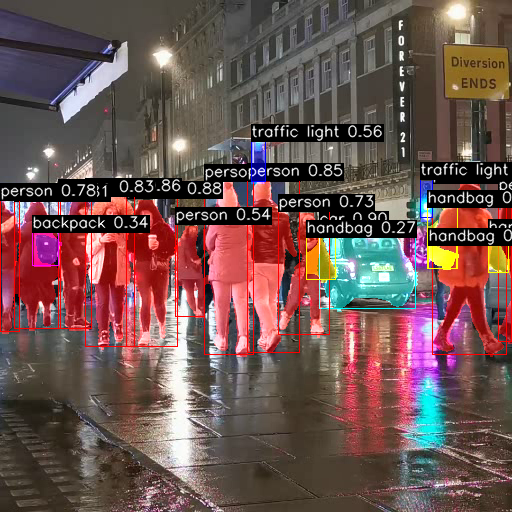 FOREVER 21
Diversion
ENDS
traffic light 0.56
person 0.85
traffic light
person 0.78
0.83
.86
0.88
handbag 0
person 0.73
person 0.54
car 0.90
backpack 0.34
handbag 0.27
handbag 0